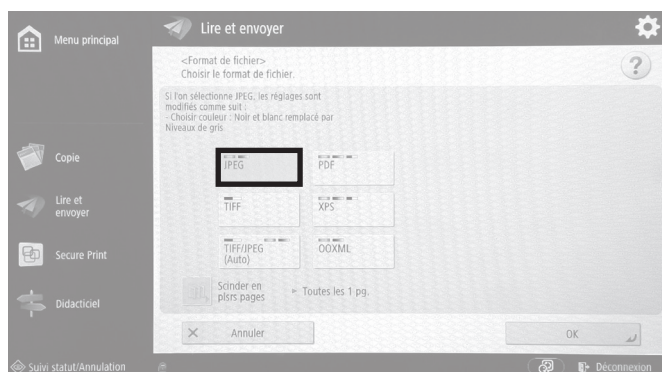 Menu principal
Lire et envoyer
<Format de fichier>
Choisir le format de fichier.
Si l'on sélectionne JPEG, les réglages sont
modifiés comme suit :
- Choisir couleur : Noir et blanc remplacé par
Niveaux de gris
Copie
Lire et
envoyer
Secure Print
Didacticiel
JPEG
PDF
TIFF
XPS
TIFF/JPEG
(Auto)
OOXML
Scinder en
plsrs pages
Toutes les 1 pg.
Annuler
OK
Suivi statut/Annulation
Déconnexion